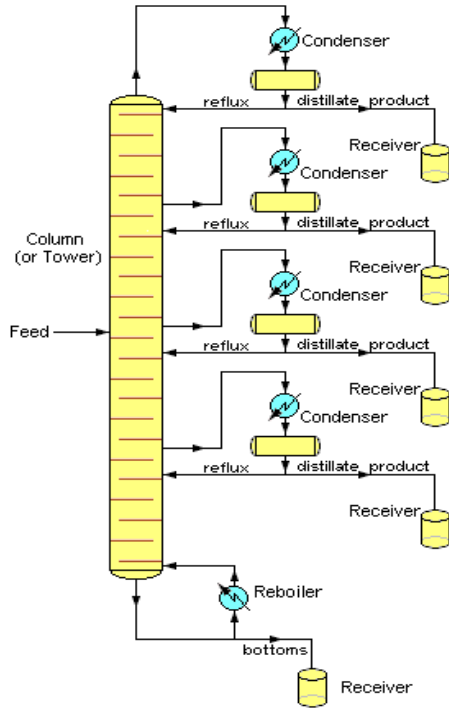 Condenser
reflux distillate product
Receiver
Condenser
Column
(or Tower)
reflux distillate product
Receiver
Condenser
Feed
reflux distillate product
Receiver
Condenser
reflux distillate product
Receiver
Reboiler
bottoms
Receiver